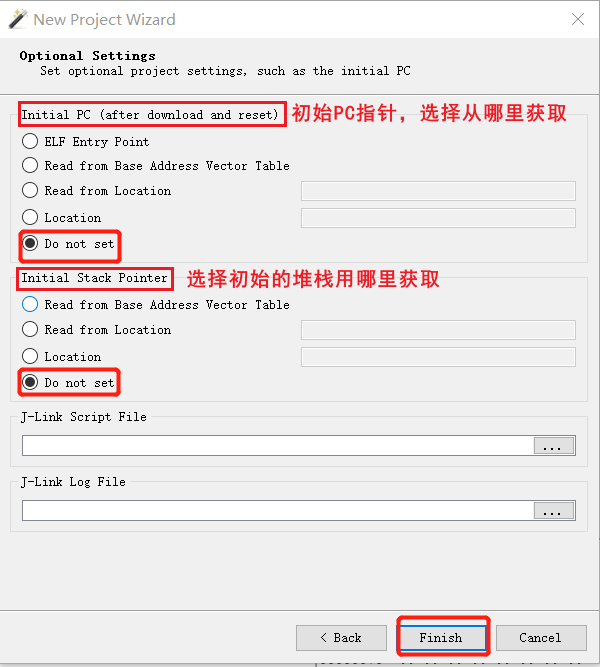 New Project Wizard
Optional Settings
Set optional project settings, such as the initial PC
Initial PC (after download and reset) 初始PC指针，选择从哪里获取
ELF Entry Point
Read from Base Address Vector Table
Read from Location
Location
Do not set
Initial Stack Pointer 选择初始的堆栈用哪里获取
Read from Base Address Vector Table
Read from Location
Location
Do not set
J-Link Script File
...
J-Link Log File
...
< Back Finish Cancel